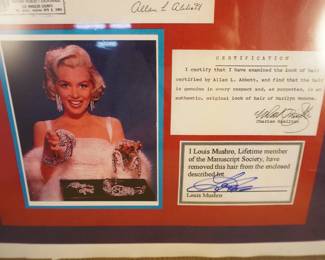 Allen L. Abbott
CERTIFICATION
I certify that I have examined the lock of hair
certified by Allan L. Abbott, and find that the hair
is genuine in every respect and, as purported, is an
authentic, original lock of hair of Marilyn Monroe.
Charles Hamilton
I Louis Mushro, Lifetime member
of the Manuscript Society, have
removed this hair from the enclosed
described lot
Louis Mushro